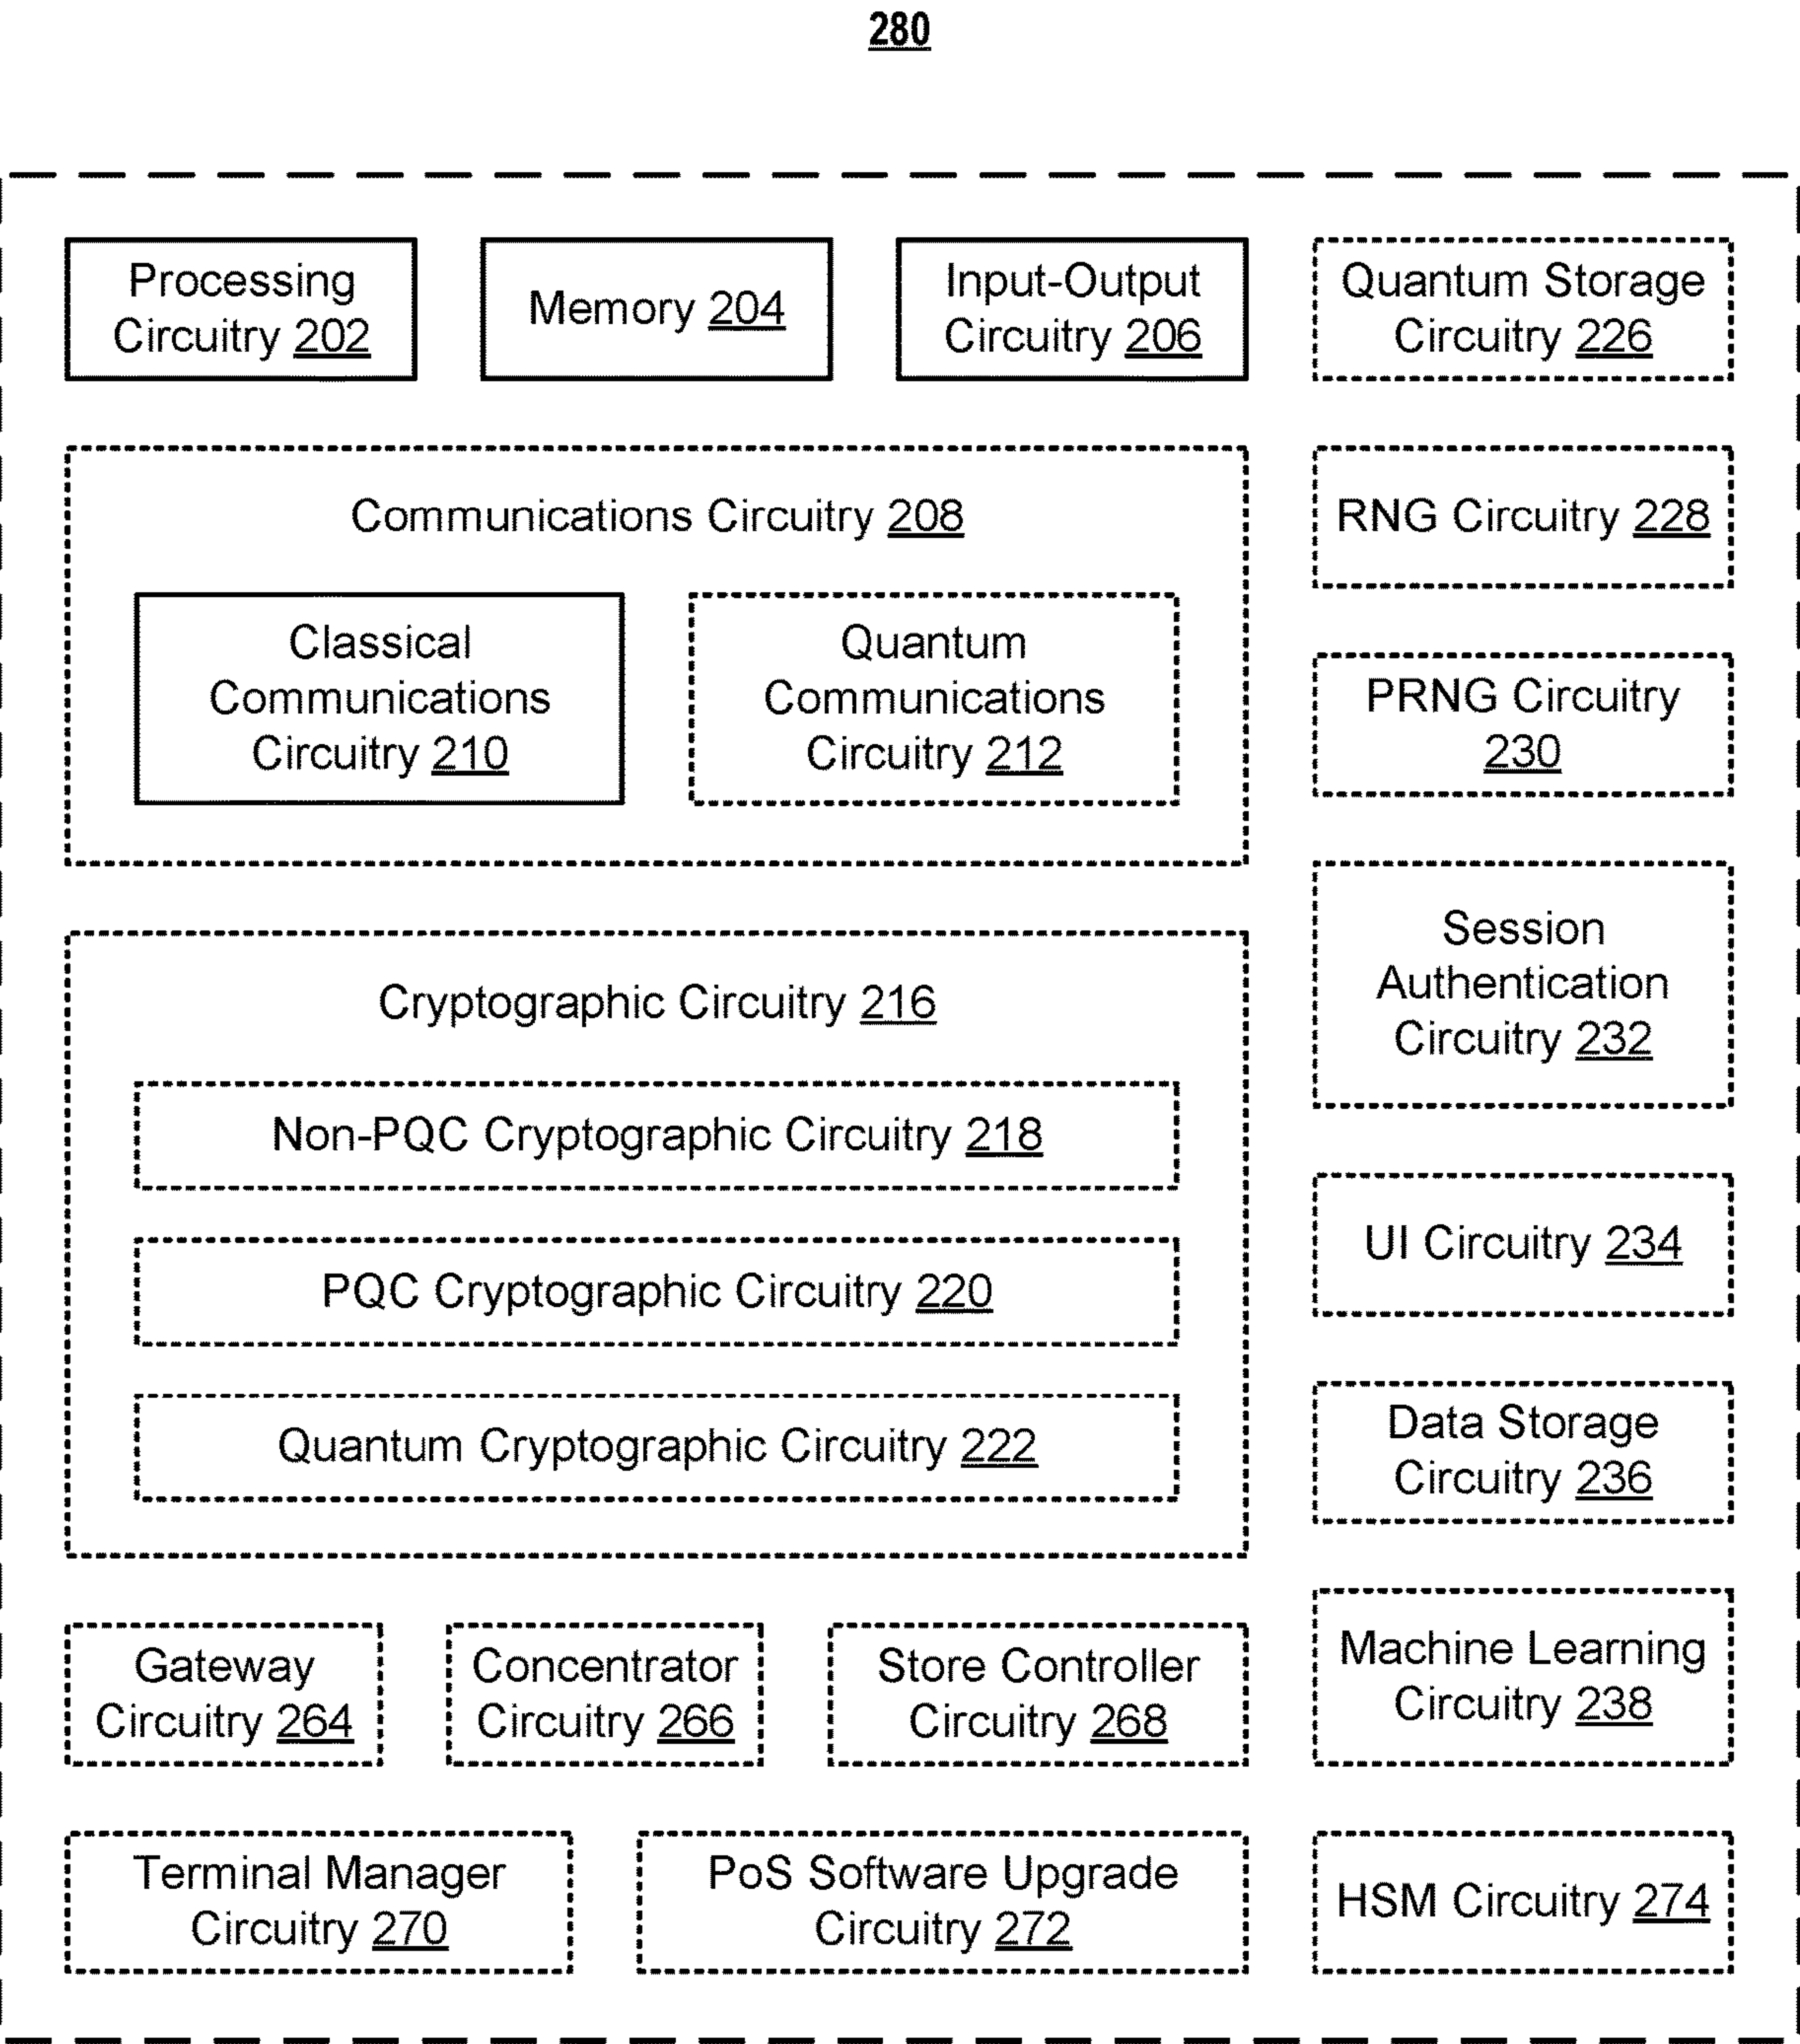 280
Processing
Circuitry 202
Memory 204
Input-Output
Circuitry 206
Quantum Storage
Circuitry 226
Communications Circuitry 208
Classical
Communications
Circuitry 210
Quantum
Communications
Circuitry 212
RNG Circuitry 228
PRNG Circuitry
230
Cryptographic Circuitry 216
Non-PQC Cryptographic Circuitry 218
PQC Cryptographic Circuitry 220
Quantum Cryptographic Circuitry 222
Session
Authentication
Circuitry 232
UI Circuitry 234
Data Storage
Circuitry 236
Gateway
Circuitry 264
Concentrator
Circuitry 266
Store Controller
Circuitry 268
Machine Learning
Circuitry 238
Terminal Manager
Circuitry 270
PoS Software Upgrade
Circuitry 272
HSM Circuitry 274